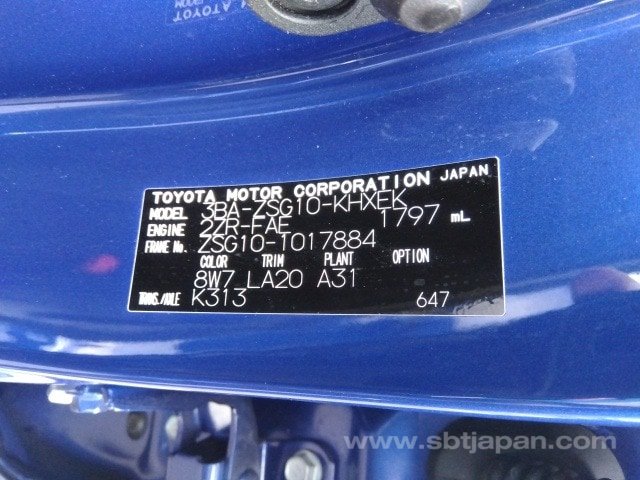 TOYOTA MOTOR CORPORATION JAPAN
MODEL 3BA-ZSG10-KHXEK
ENGINE 2ZR-FAE 1797 mL
FRAME No. ZSG10-1017884
COLOR TRIM PLANT OPTION
8W7 LA20 A31
TRANS./AXLE K313 647
www.sbtjapan.com